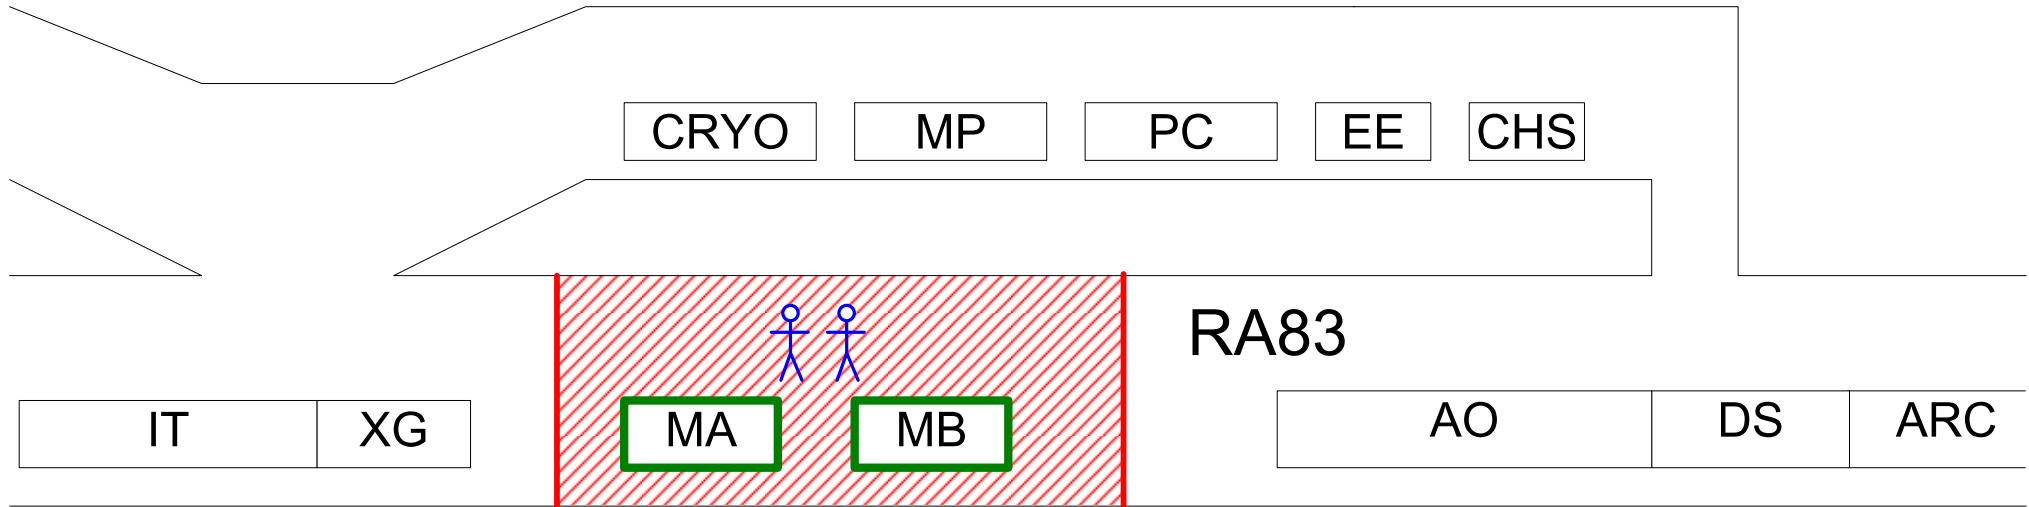 CRYO MP PC EE CHS
RA83
IT XG MA MB AO DS ARC